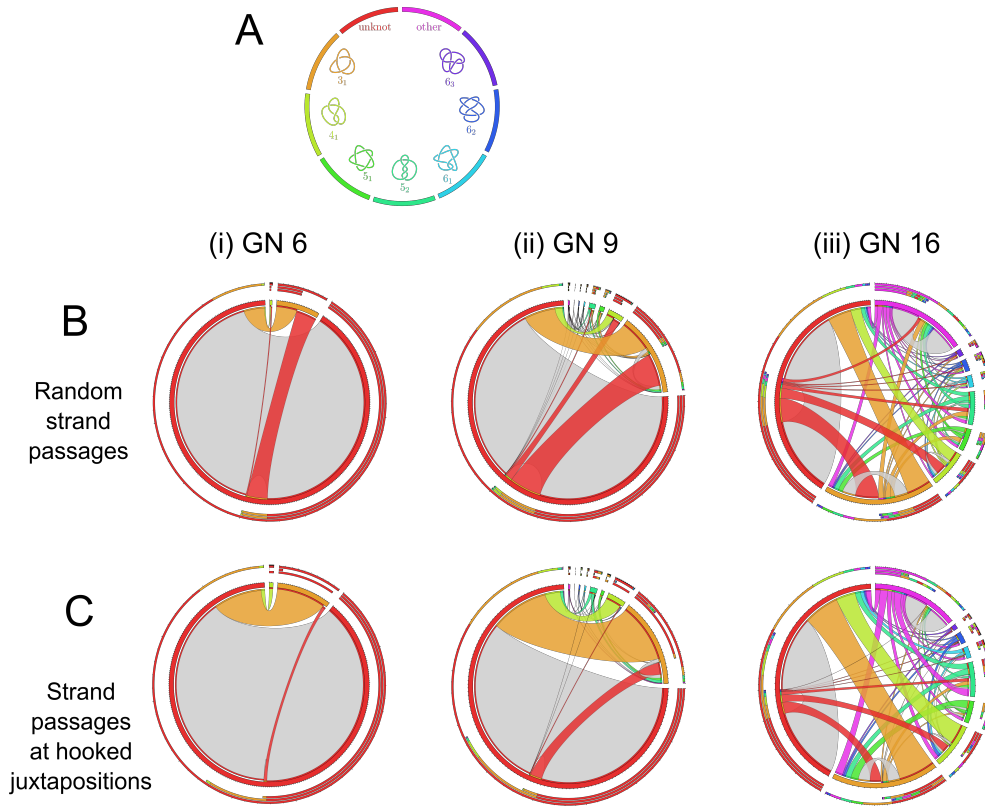 A
unknot
other
3₁
6₃
4₁
6₂
5₁
5₂
6₁
(i) GN 6
(ii) GN 9
(iii) GN 16
B
Random
strand
passages
C
Strand
passages
at hooked
juxtapositions